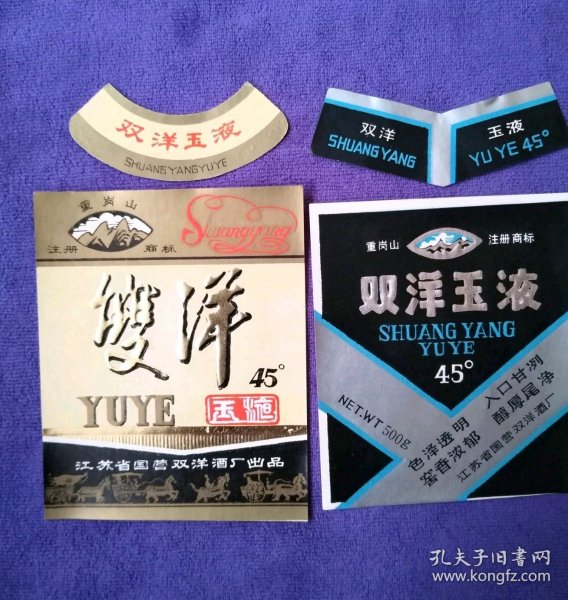 双洋玉液
SHUANGYANGYUYE
双洋
SHUANGYANG
玉液
YU YE 45°
重岗山
注册 商标
Shuangyang
雙洋
45°
YUYE
玉液
江苏省国营双洋酒厂出品
重岗山 注册商标
双洋玉液
SHUANG YANG
YUYE
45°
NET.WT 500g
色泽透明 入口甘冽
窖香浓郁 醇厚尾净
江苏省国营双洋酒厂
孔夫子旧书网
www.kongfz.com